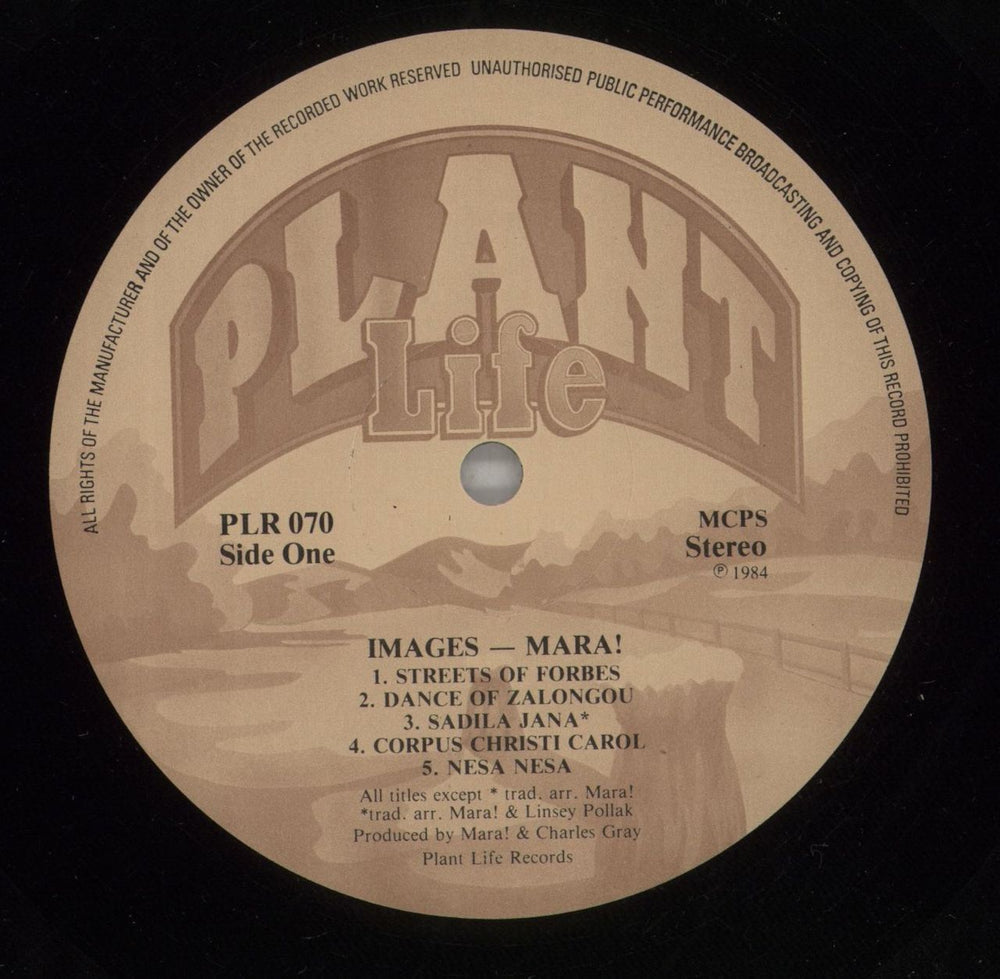 ALL RIGHTS OF THE MANUFACTURER AND OF THE OWNER OF THE RECORDED WORK RESERVED UNAUTHORISED PUBLIC PERFORMANCE BROADCASTING AND COPYING OF THIS RECORD PROHIBITED
PLANT
Life
PLR 070
Side One
MCPS
Stereo
℗ 1984
IMAGES — MARA!
1. STREETS OF FORBES
2. DANCE OF ZALONGOU
3. SADILA JANA*
4. CORPUS CHRISTI CAROL
5. NESA NESA
All titles except * trad. arr. Mara!
*trad. arr. Mara! & Linsey Pollak
Produced by Mara! & Charles Gray
Plant Life Records